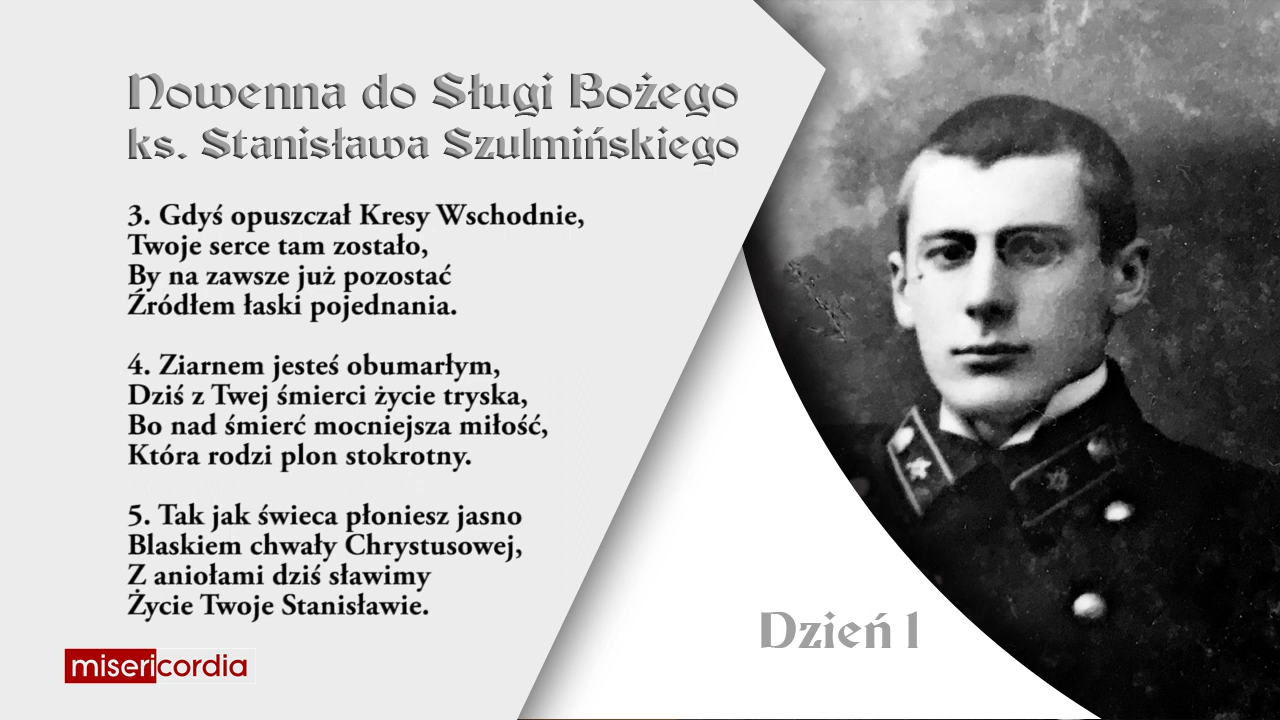 Nowenna do Sługi Bożego
ks. Stanisława Szulmińskiego
3. Gdyś opuszczał Kresy Wschodnie,
Twoje serce tam zostało,
By na zawsze już pozostać
Źródłem łaski pojednania.
4. Ziarnem jesteś obumarłym,
Dziś z Twej śmierci życie tryska,
Bo nad śmierć mocniejsza miłość,
Która rodzi plon stokrotny.
5. Tak jak świeca płoniesz jasno
Blaskiem chwały Chrystusowej,
Z aniołami dziś sławimy
Życie Twoje Stanisławie.
Dzień 1
misericordia